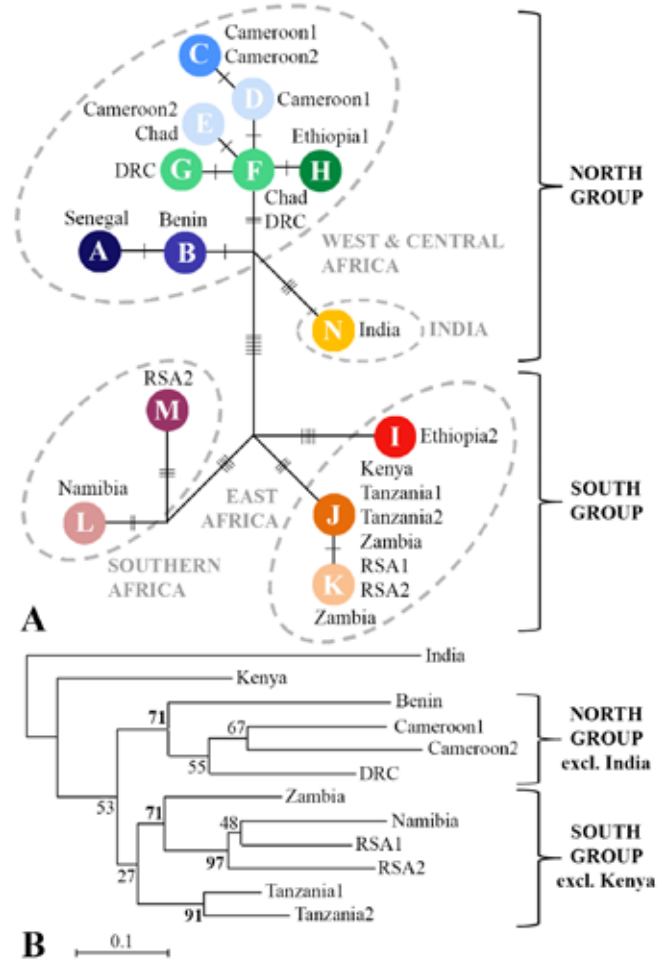 C
Cameroon1
Cameroon2
D
Cameroon1
Cameroon2
Chad
E
Ethiopia1
DRC
G
F
H
Chad
DRC
NORTH
GROUP
Senegal
Benin
A
B
WEST & CENTRAL
AFRICA
N
India
INDIA
RSA2
M
I
Ethiopia2
Namibia
L
EAST
AFRICA
J
Kenya
Tanzania1
Tanzania2
Zambia
RSA1
RSA2
K
Zambia
SOUTHERN
AFRICA
SOUTH
GROUP
A
India
Kenya
71
Benin
67
Cameroon1
Cameroon2
55
DRC
NORTH
GROUP
excl. India
53
71
Zambia
48
Namibia
RSA1
97
RSA2
27
Tanzania1
91
Tanzania2
SOUTH
GROUP
excl. Kenya
B
0.1